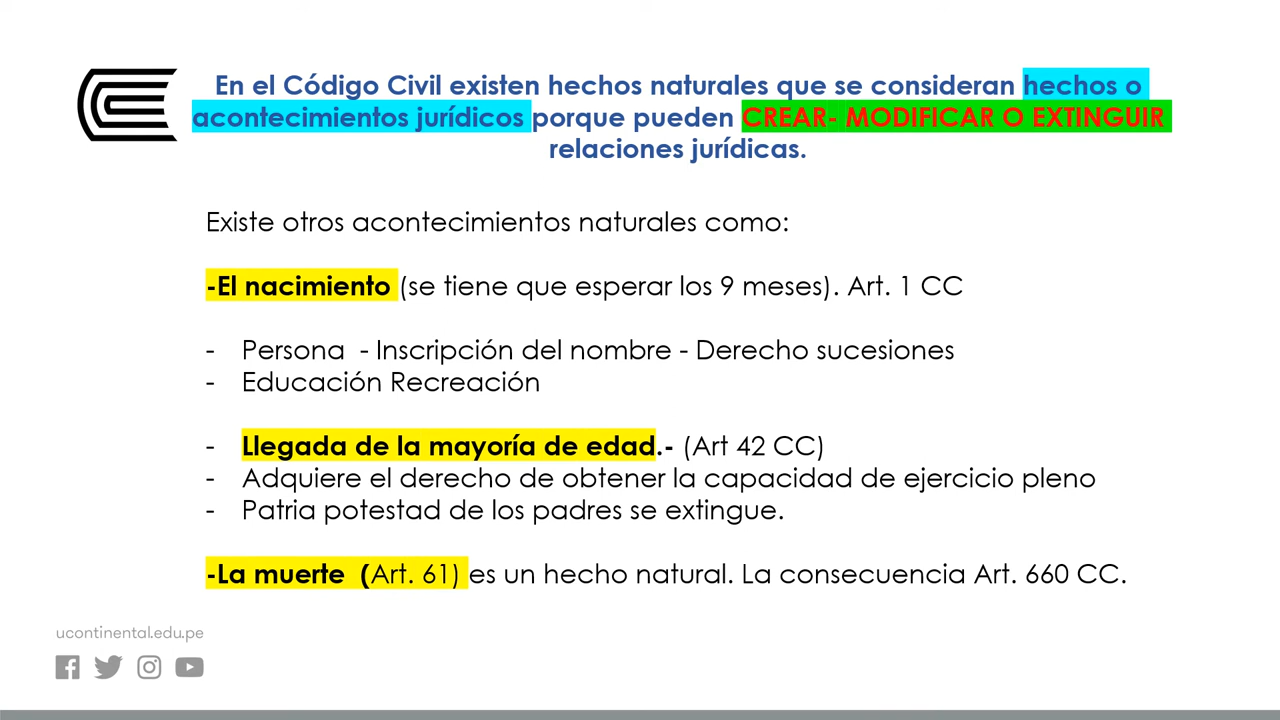 En el Código Civil existen hechos naturales que se consideran hechos o
acontecimientos jurídicos porque pueden CREAR- MODIFICAR O EXTINGUIR
relaciones jurídicas.
Existe otros acontecimientos naturales como:
-El nacimiento (se tiene que esperar los 9 meses). Art. 1 CC
- Persona - Inscripción del nombre - Derecho sucesiones
- Educación Recreación
- Llegada de la mayoría de edad.- (Art 42 CC)
- Adquiere el derecho de obtener la capacidad de ejercicio pleno
- Patria potestad de los padres se extingue.
-La muerte (Art. 61) es un hecho natural. La consecuencia Art. 660 CC.
ucontinental.edu.pe